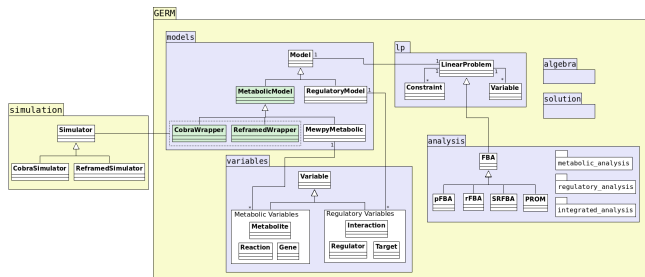 GERM
models
Model
1
1
MetabolicModel
RegulatoryModel
1
CobraWrapper
ReframedWrapper
MewpyMetabolic
1
simulation
Simulator
CobraSimulator
ReframedSimulator
variables
Variable
Metabolic Variables
*
Metabolite
Reaction
Gene
Regulatory Variables
*
Interaction
Regulator
Target
lp
LinearProblem
1
1
*
*
Constraint
Variable
algebra
solution
analysis
FBA
pFBA
rFBA
SRFBA
PROM
metabolic_analysis
regulatory_analysis
integrated_analysis